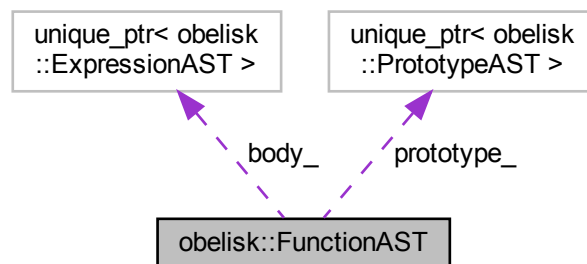 unique_ptr< obelisk
::ExpressionAST >
unique_ptr< obelisk
::PrototypeAST >
body_
prototype_
obelisk::FunctionAST